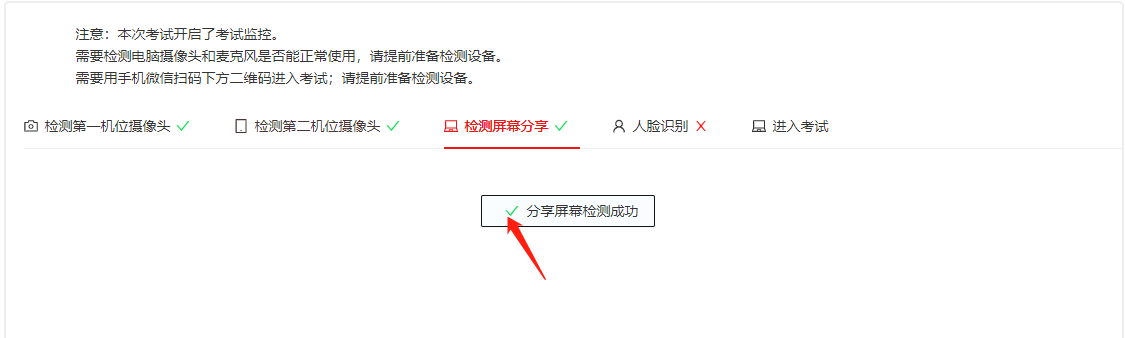 注意：本次考试开启了考试监控。
需要检测电脑摄像头和麦克风是否能正常使用，请提前准备检测设备。
需要用手机微信扫码下方二维码进入考试；请提前准备检测设备。
检测第一机位摄像头 检测第二机位摄像头 检测屏幕分享 人脸识别 X 进入考试
分享屏幕检测成功